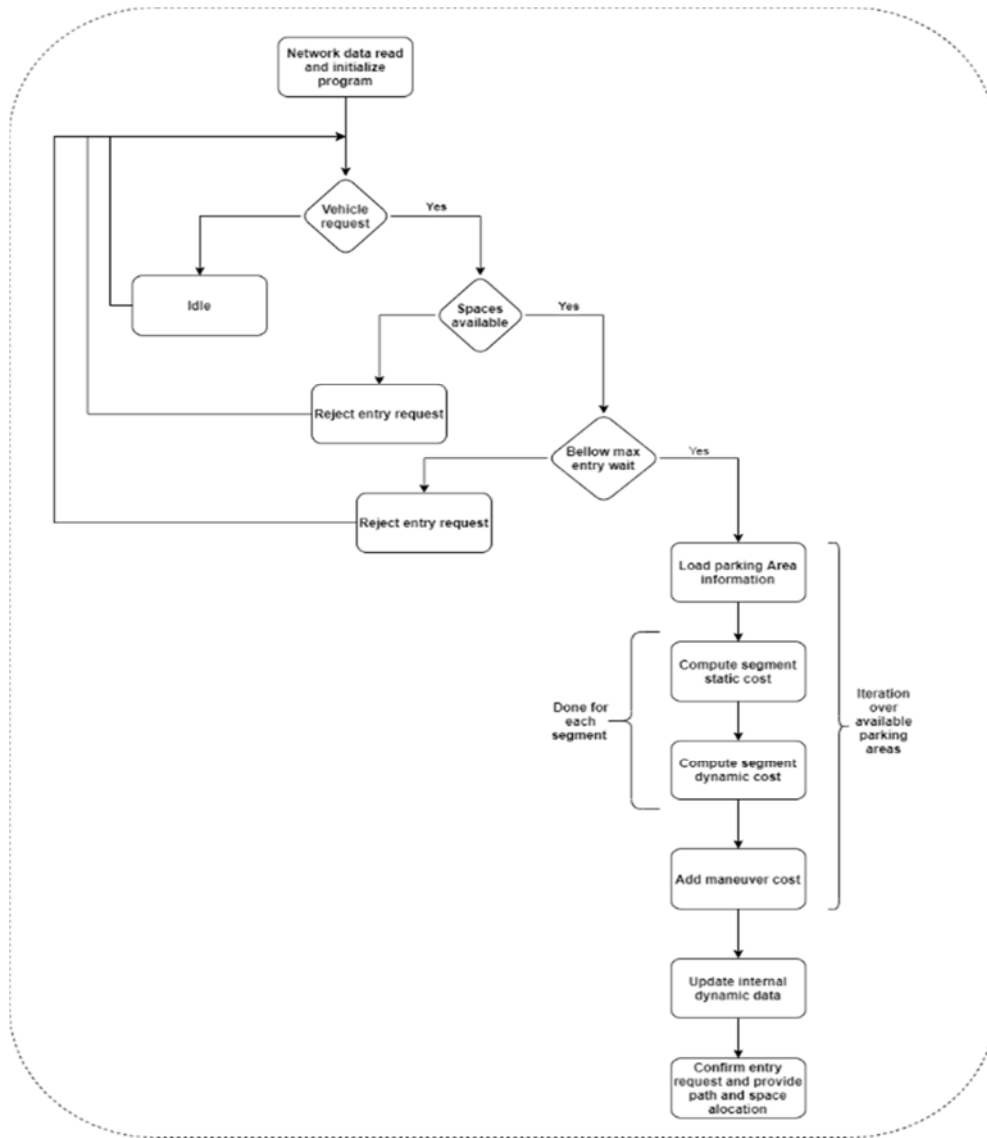 Network data read
and initialize
program
Vehicle
request
Yes
Idle
Spaces
available
Yes
Reject entry request
Bellow max
entry wait
Yes
Reject entry request
Load parking Area
information
Compute segment
static cost
Done for
each
segment
Iteration
over
available
parking
areas
Compute segment
dynamic cost
Add maneuver cost
Update internal
dynamic data
Confirm entry
request and provide
path and space
alocation